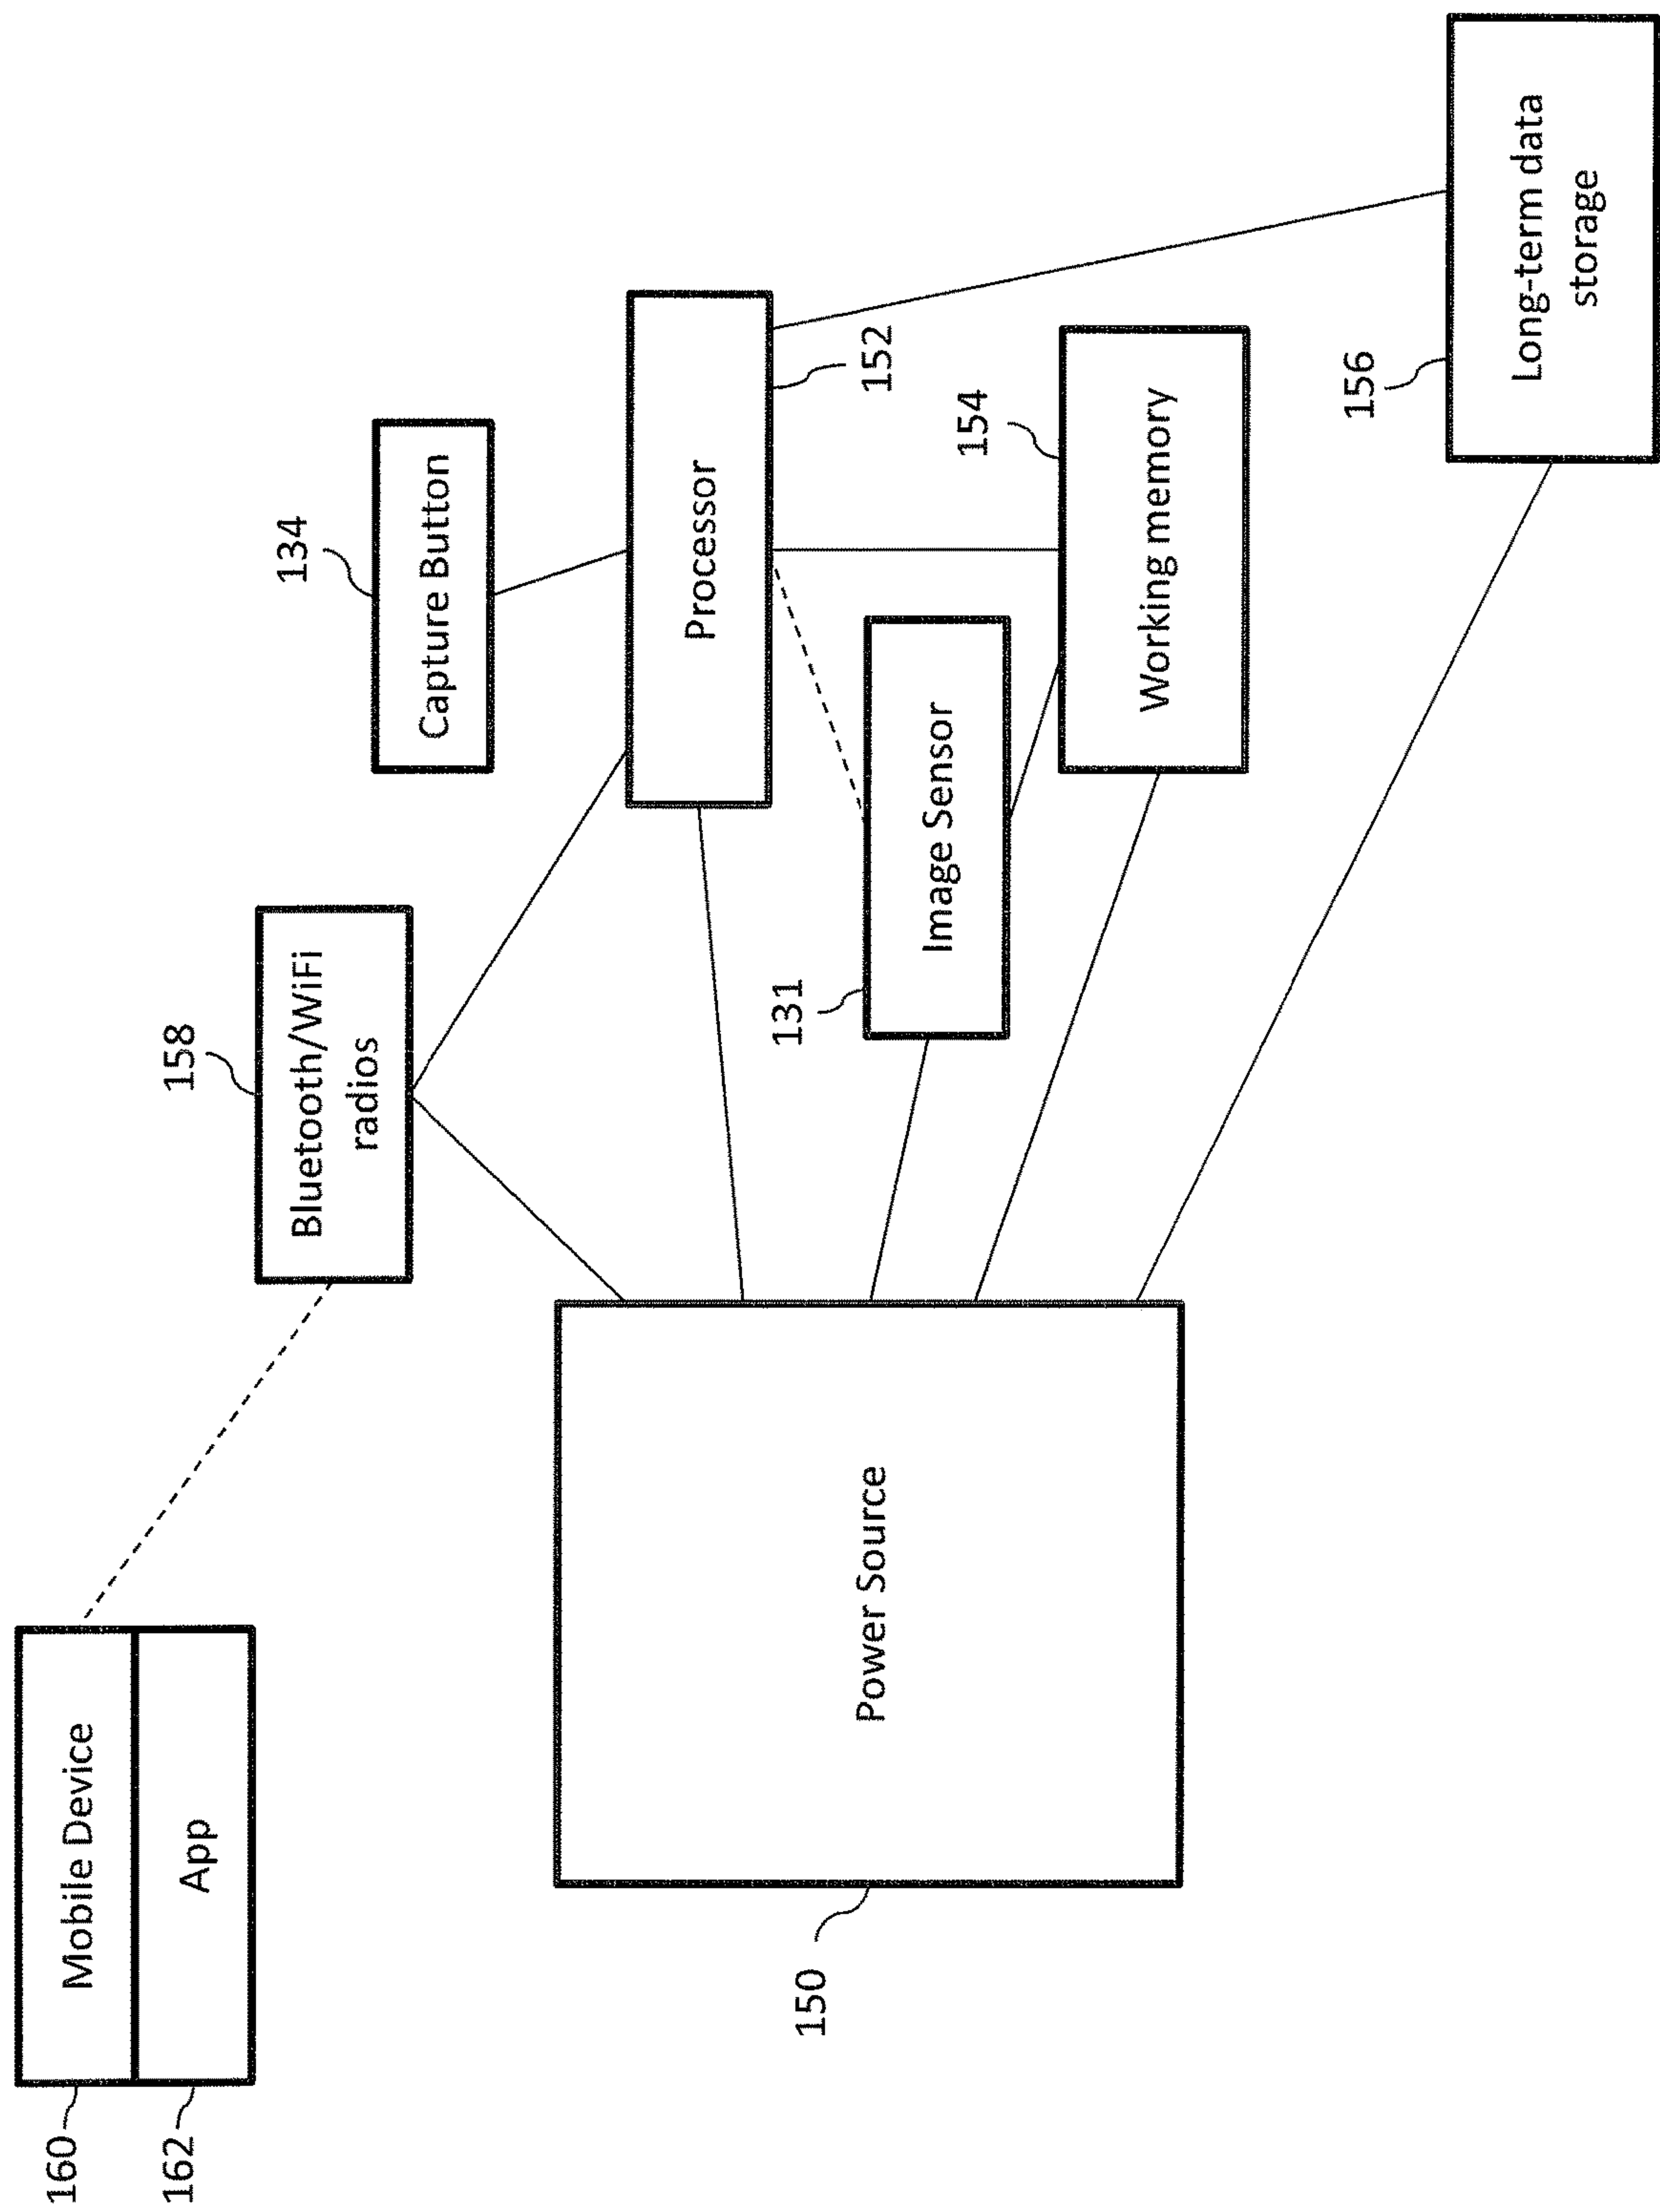 160
Mobile Device
162
App
158
Bluetooth/WiFi
radios
134
Capture Button
Processor
152
150
Power Source
131
Image Sensor
154
Working memory
156
Long-term data
storage